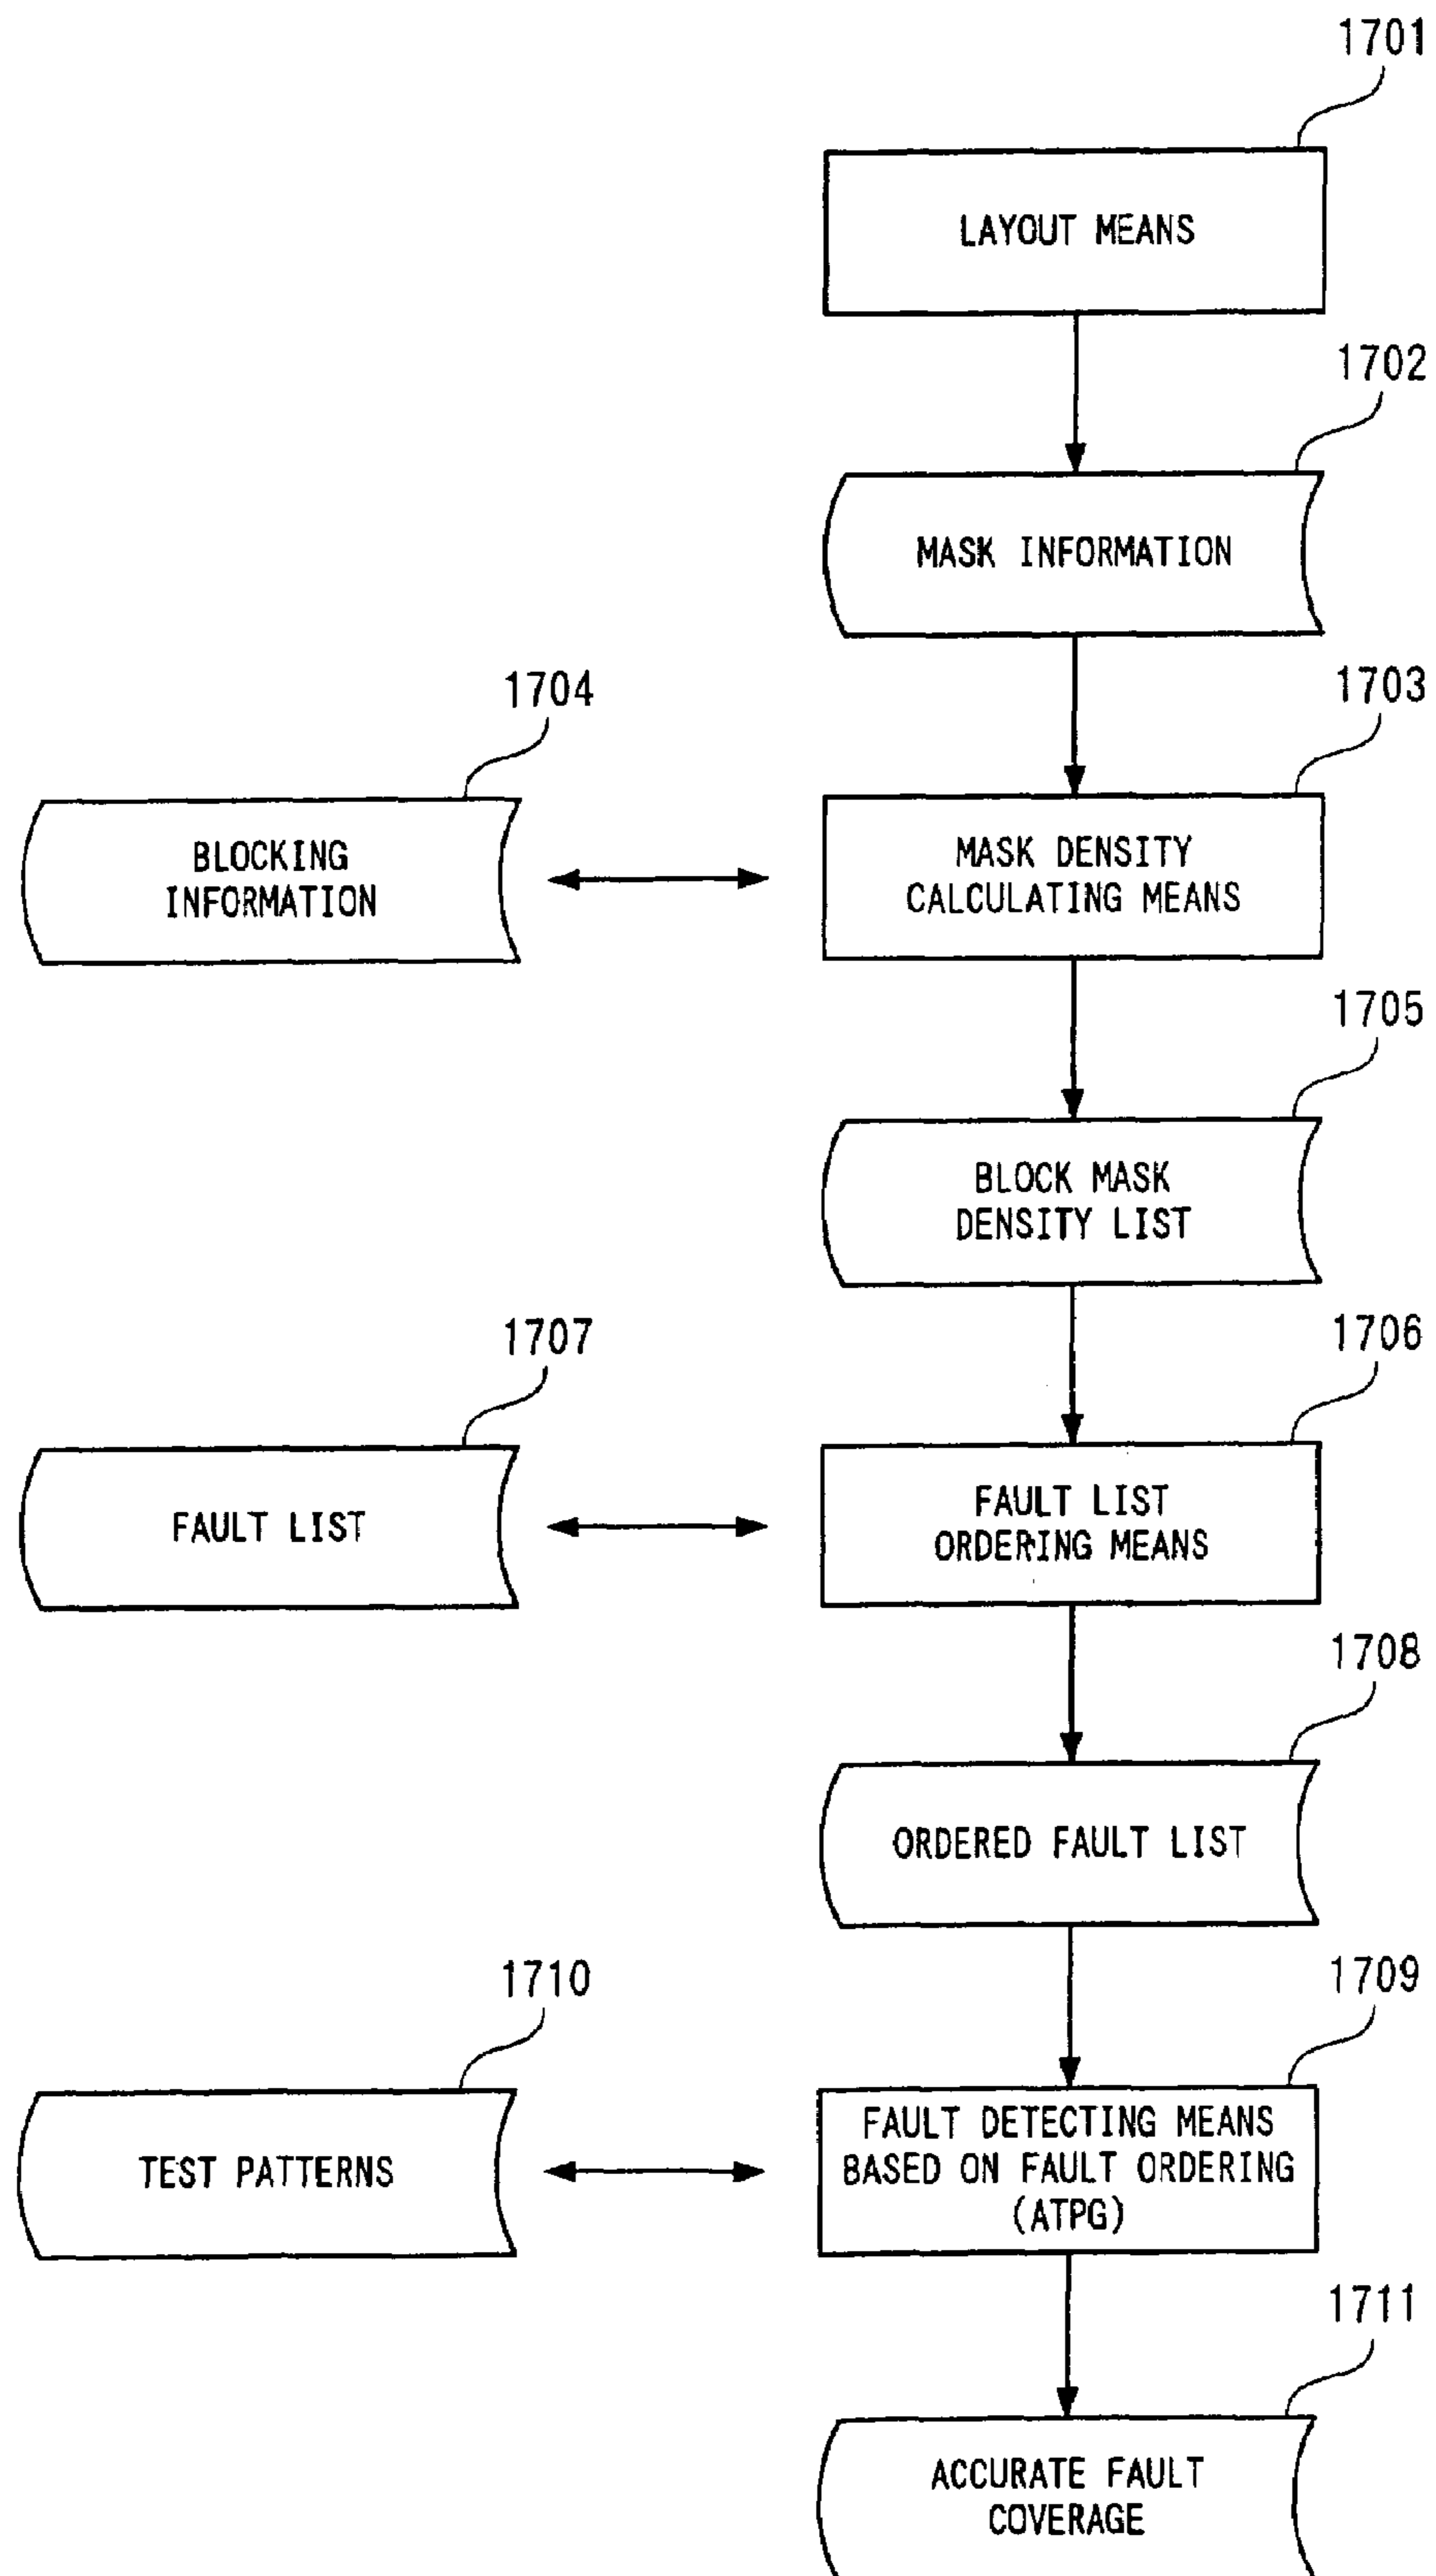 1701
LAYOUT MEANS
1702
MASK INFORMATION
1704
1703
BLOCKING
INFORMATION
MASK DENSITY
CALCULATING MEANS
1705
BLOCK MASK
DENSITY LIST
1707
1706
FAULT LIST
FAULT LIST
ORDERING MEANS
1708
ORDERED FAULT LIST
1710
1709
TEST PATTERNS
FAULT DETECTING MEANS
BASED ON FAULT ORDERING
(ATPG)
1711
ACCURATE FAULT
COVERAGE